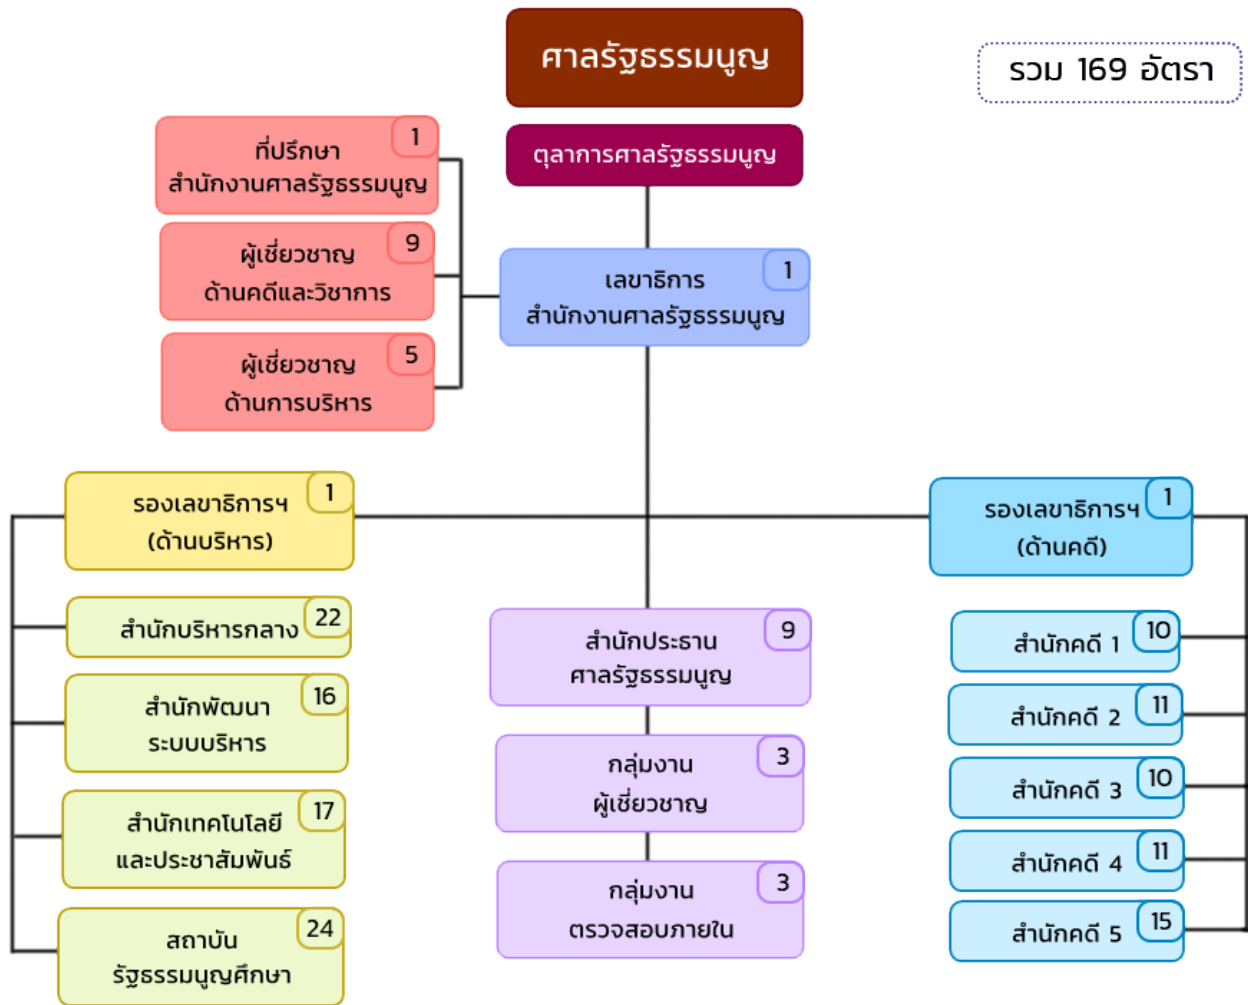 ศาลรัฐธรรมนูญ
รวม 169 อัตรา
ตุลาการศาลรัฐธรรมนูญ
1
ที่ปรึกษา
สำนักงานศาลรัฐธรรมนูญ
9
ผู้เชี่ยวชาญ
ด้านคดีและวิชาการ
5
ผู้เชี่ยวชาญ
ด้านการบริหาร
1
เลขาธิการ
สำนักงานศาลรัฐธรรมนูญ
1
รองเลขาธิการฯ
(ด้านบริหาร)
22
สำนักบริหารกลาง
16
สำนักพัฒนา
ระบบบริหาร
17
สำนักเทคโนโลยี
และประชาสัมพันธ์
24
สถาบัน
รัฐธรรมนูญศึกษา
9
สำนักประธาน
ศาลรัฐธรรมนูญ
3
กลุ่มงาน
ผู้เชี่ยวชาญ
3
กลุ่มงาน
ตรวจสอบภายใน
1
รองเลขาธิการฯ
(ด้านคดี)
สำนักคดี 1 10
สำนักคดี 2 11
สำนักคดี 3 10
สำนักคดี 4 11
สำนักคดี 5 15